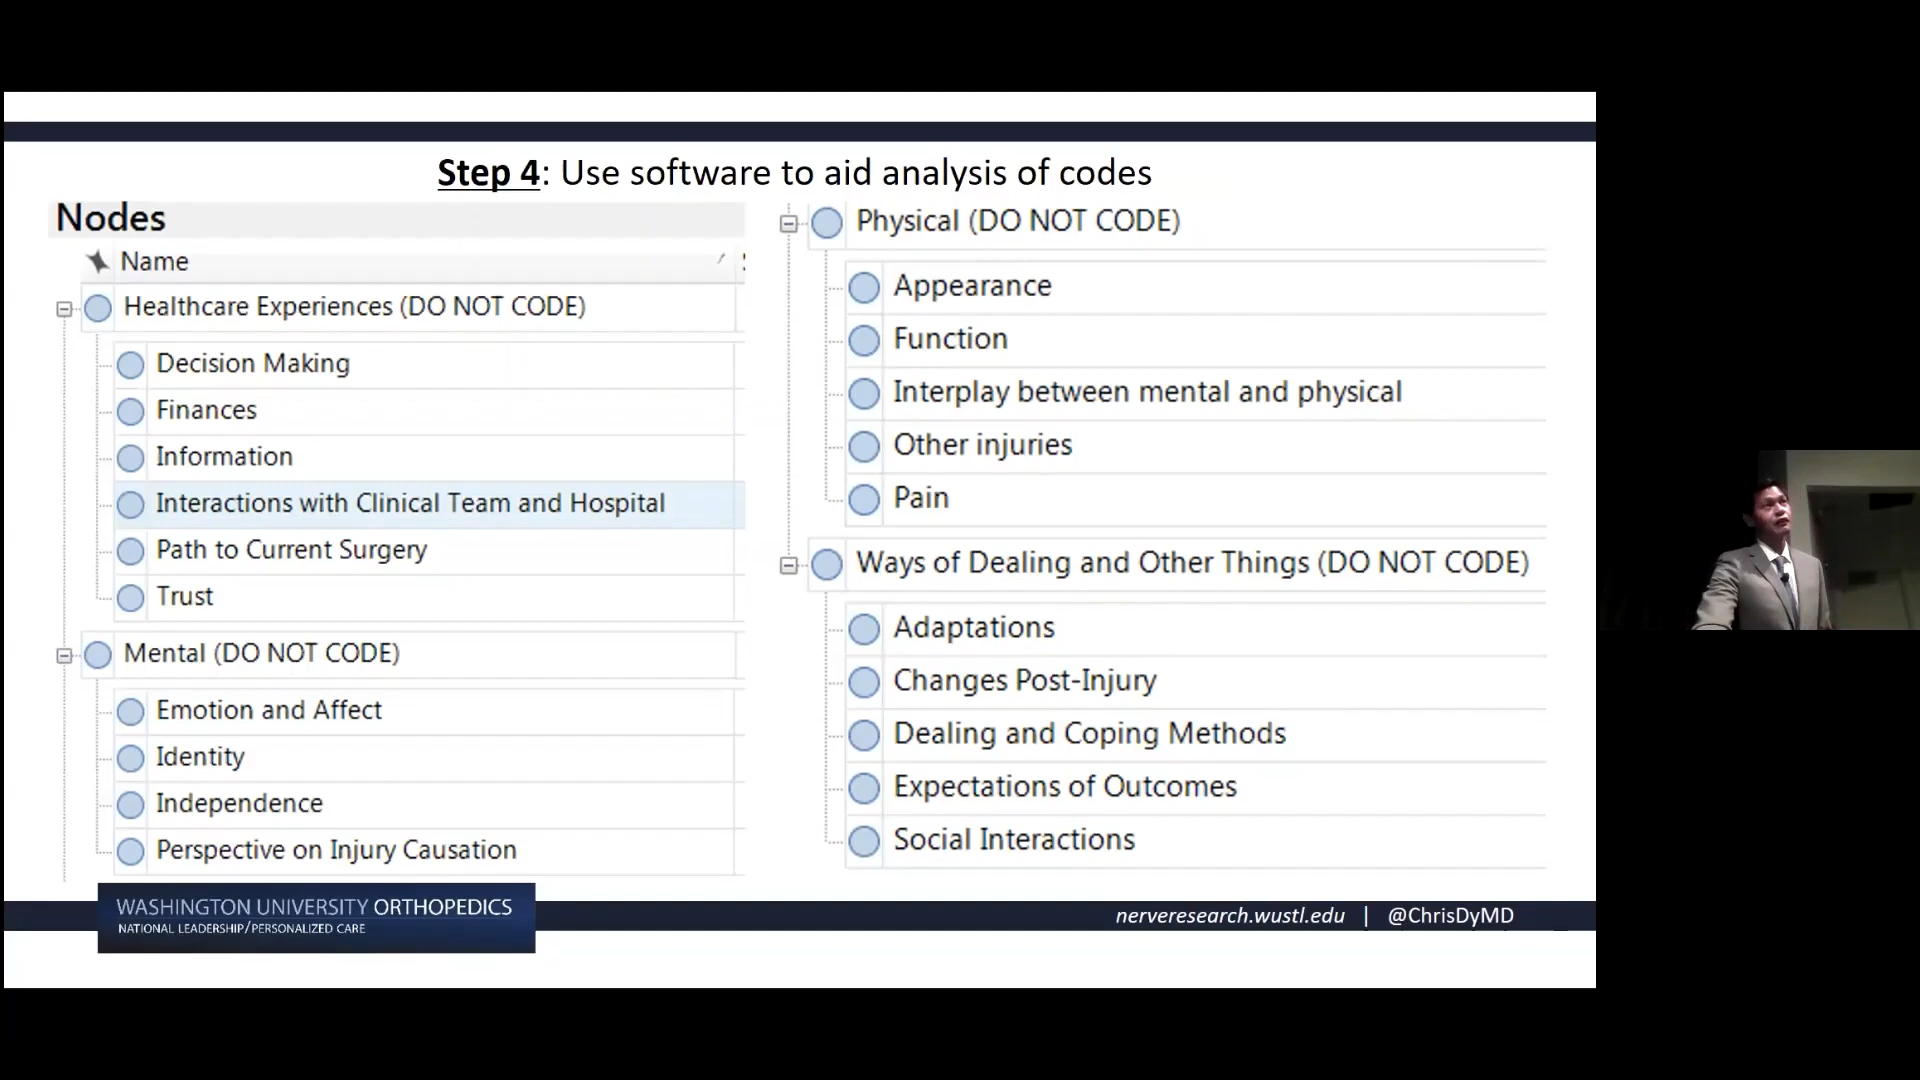 Step 4: Use software to aid analysis of codes
Nodes
Name
Healthcare Experiences (DO NOT CODE)
Decision Making
Finances
Information
Interactions with Clinical Team and Hospital
Path to Current Surgery
Trust
Mental (DO NOT CODE)
Emotion and Affect
Identity
Independence
Perspective on Injury Causation
Physical (DO NOT CODE)
Appearance
Function
Interplay between mental and physical
Other injuries
Pain
Ways of Dealing and Other Things (DO NOT CODE)
Adaptations
Changes Post-Injury
Dealing and Coping Methods
Expectations of Outcomes
Social Interactions
WASHINGTON UNIVERSITY ORTHOPEDICS
NATIONAL LEADERSHIP/PERSONALIZED CARE
nerveresearch.wustl.edu | @ChrisDyMD